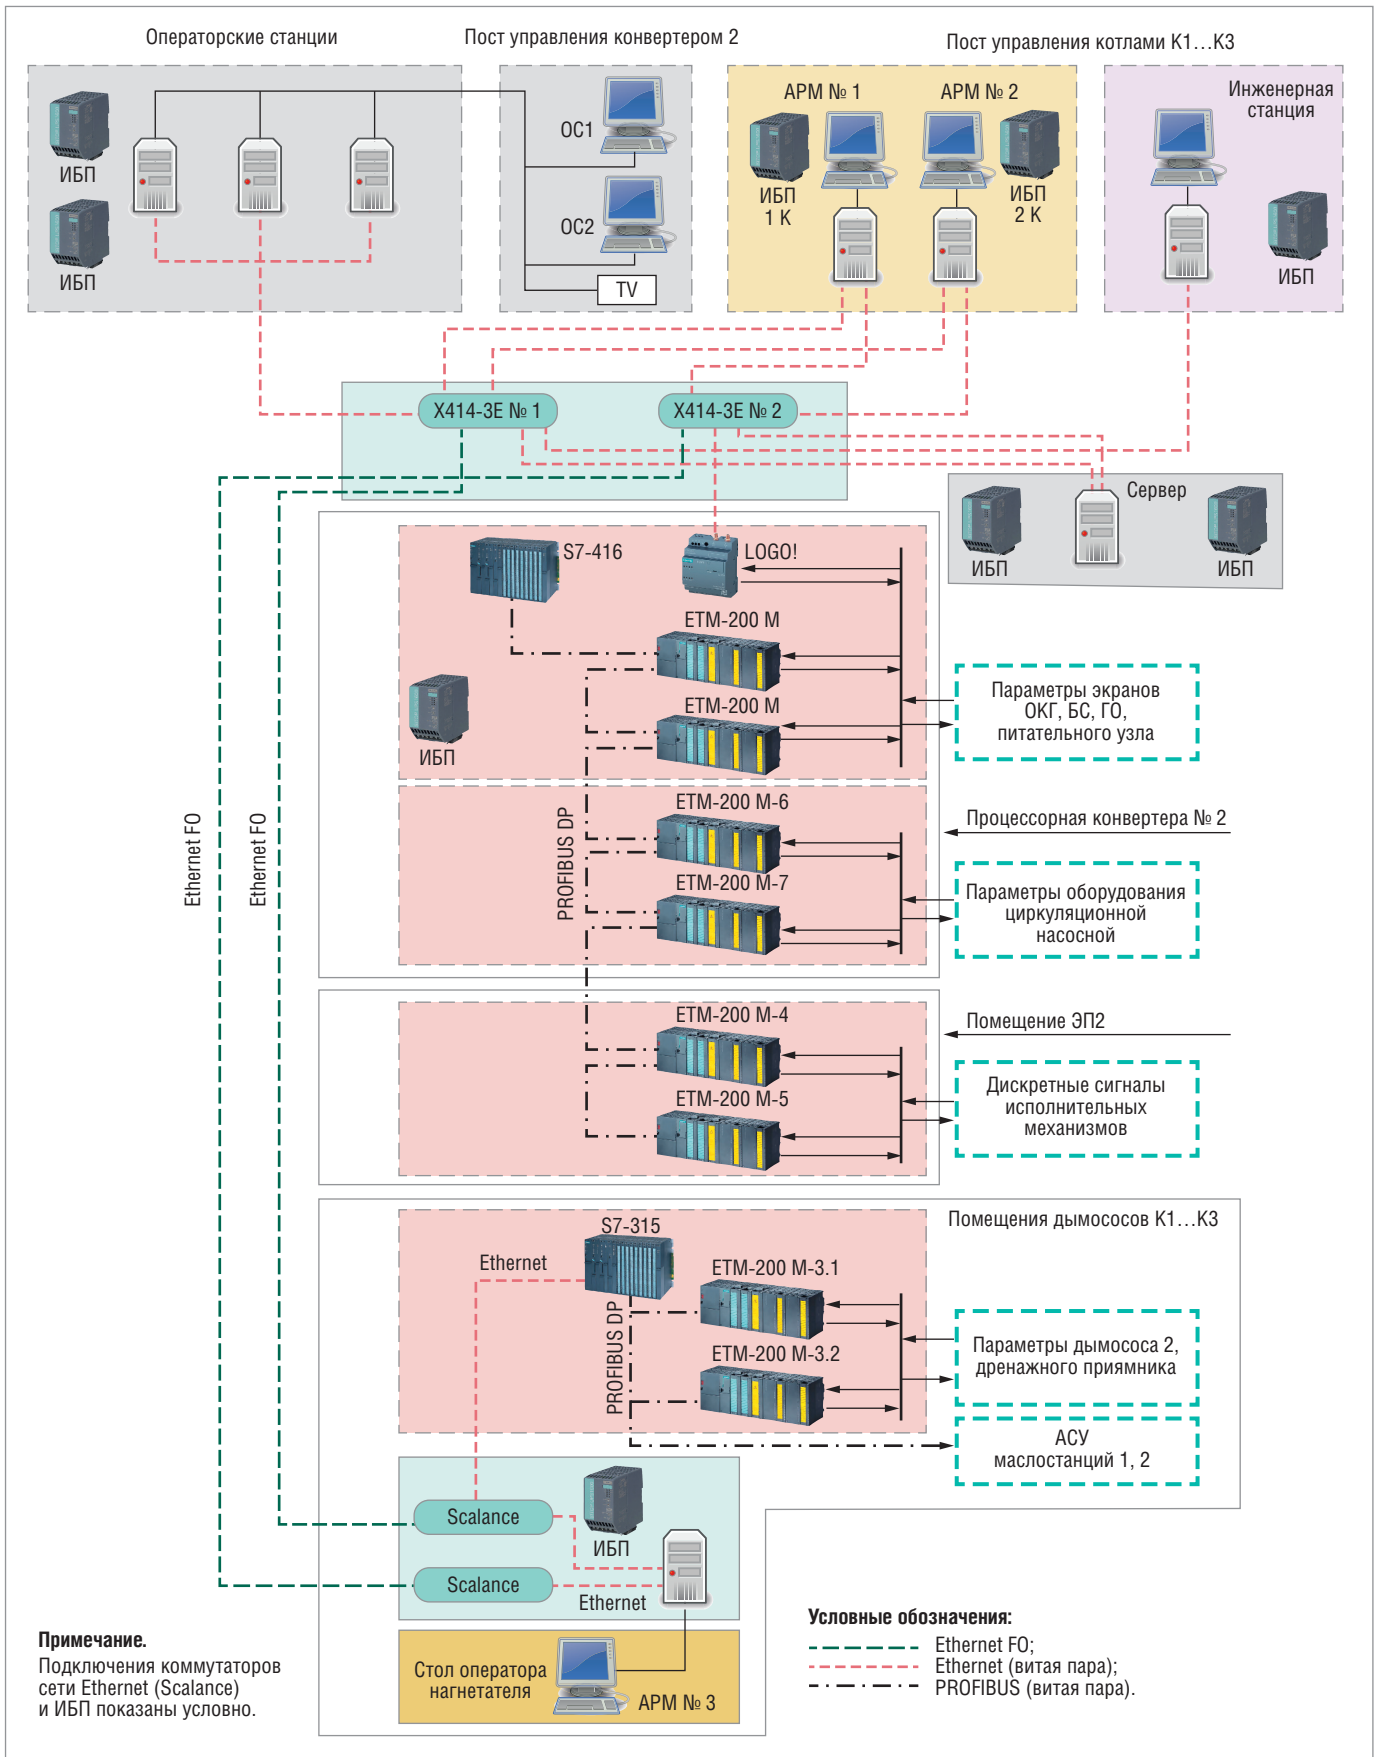 Операторские станции
Пост управления конвертером 2
Пост управления котлами К1...К3
ИБП
ИБП
ОС1
ОС2
TV
АРМ № 1
АРМ № 2
ИБП
1 К
ИБП
2 К
Инженерная
станция
ИБП
X414-3E № 1
X414-3E № 2
Сервер
ИБП
ИБП
S7-416
LOGO!
ETM-200 M
ETM-200 M
ИБП
Параметры экранов
ОКГ, БС, ГО,
питательного узла
Ethernet FO
Ethernet FO
PROFIBUS DP
ETM-200 M-6
ETM-200 M-7
Процессорная конвертера № 2
Параметры оборудования
циркуляционной
насосной
ETM-200 M-4
ETM-200 M-5
Помещение ЭП2
Дискретные сигналы
исполнительных
механизмов
S7-315
Помещения дымососов К1...К3
Ethernet
PROFIBUS DP
ETM-200 M-3.1
ETM-200 M-3.2
Параметры дымососа 2,
дренажного приямника
АСУ
маслостанций 1, 2
Scalance
ИБП
Scalance
Ethernet
Стол оператора
нагнетателя
АРМ № 3
Примечание.
Подключения коммутаторов
сети Ethernet (Scalance)
и ИБП показаны условно.
Условные обозначения:
Ethernet FO;
Ethernet (витая пара);
PROFIBUS (витая пара).